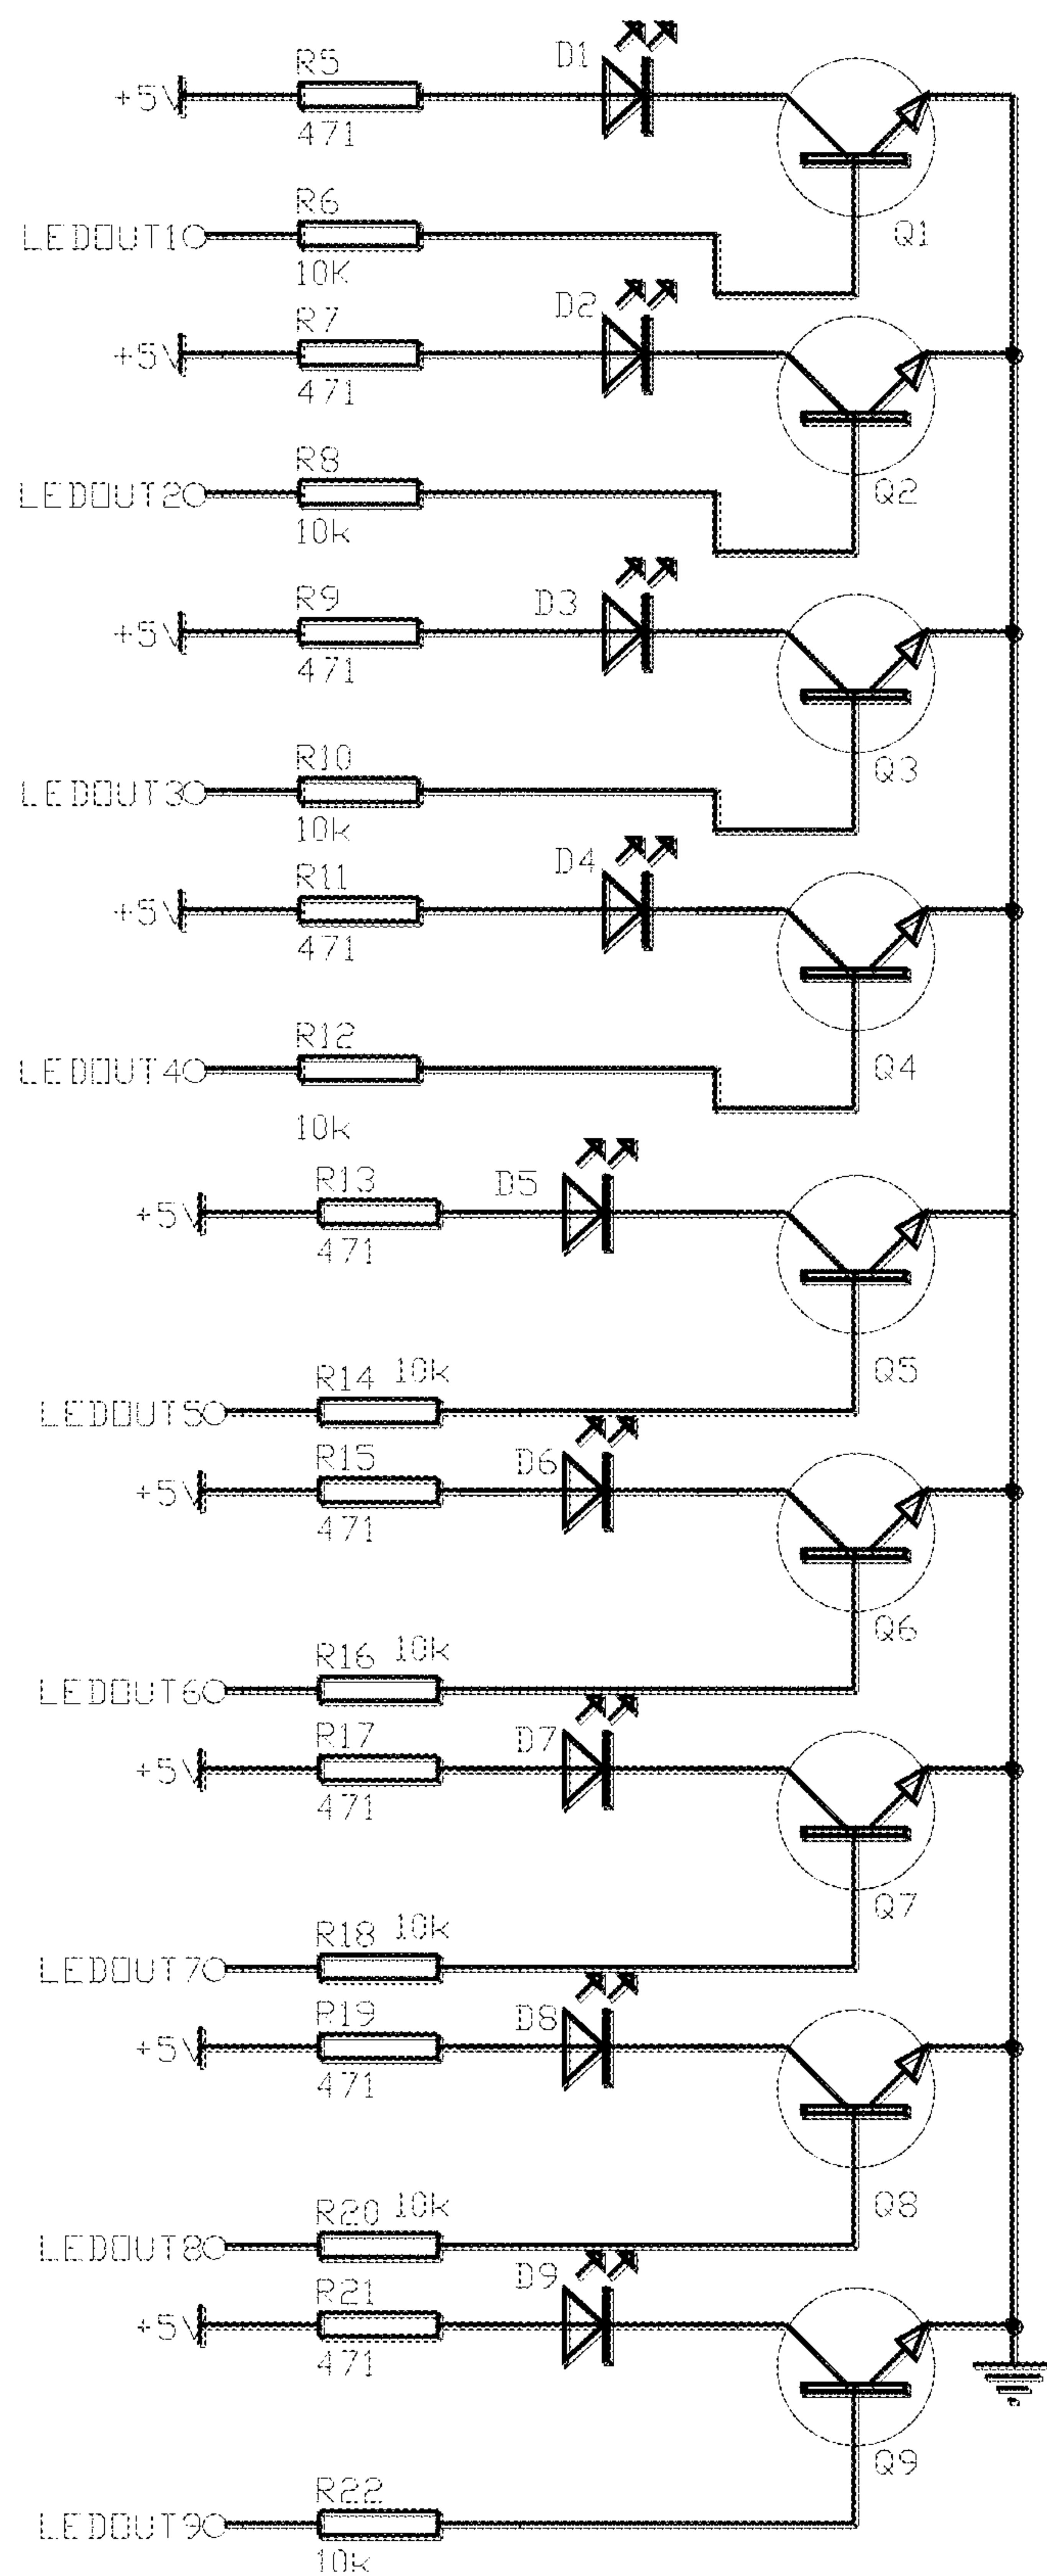 R5
D1
+5V
471
R6
LEDOUT1
Q1
10K
R7
D2
+5V
471
R8
LEDOUT2
Q2
10k
R9
D3
+5V
471
R10
LEDOUT3
Q3
10k
R11
D4
+5V
471
R12
LEDOUT4
Q4
10k
R13
D5
+5V
471
R14 10k
Q5
LEDOUT5
R15
D6
+5V
471
R16 10k
Q6
LEDOUT6
R17
D7
+5V
471
R18 10k
Q7
LEDOUT7
R19
D8
+5V
471
R20 10k
Q8
LEDOUT8
R21
D9
+5V
471
Q9
R22
LEDOUT9
10k